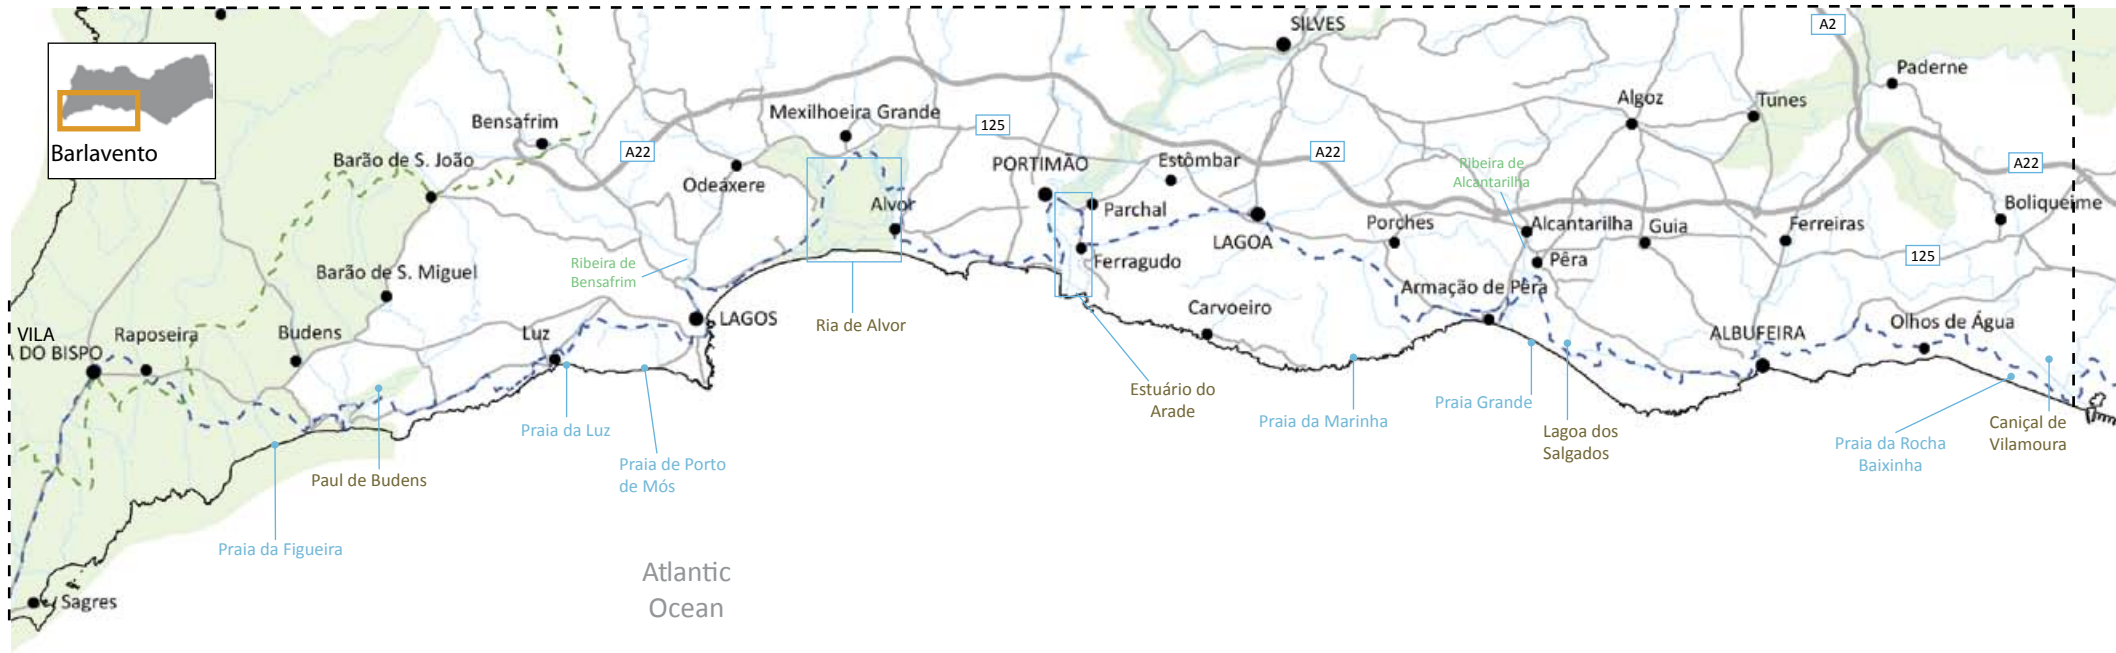 SILVES
A2
Paderne
Barlavento
Bensafrim
Mexilhoeira Grande
125
Algoz
Tunes
A22
Barão de S. João
Odeáxere
PORTIMÃO
Estômbar
A22
Ribeira de
Alcantarilha
A22
Alvor
Parchal
LAGOA
Porches
Alcantarilha
Guia
Ferreiras
Boliqueime
Barão de S. Miguel
Ribeira de
Bensafrim
Ferragudo
Pêra
125
Armação de Pêra
VILA
DO BISPO
Raposeira
Budens
Luz
LAGOS
Ria de Alvor
Carvoeiro
ALBUFEIRA
Olhos de Água
Estuário do
Arade
Praia da Luz
Praia da Marinha
Praia Grande
Lagoa dos
Salgados
Praia da Rocha
Baixinha
Caniçal de
Vilamoura
Paul de Budens
Praia de Porto
de Mós
Praia da Figueira
Atlantic
Ocean
Sagres